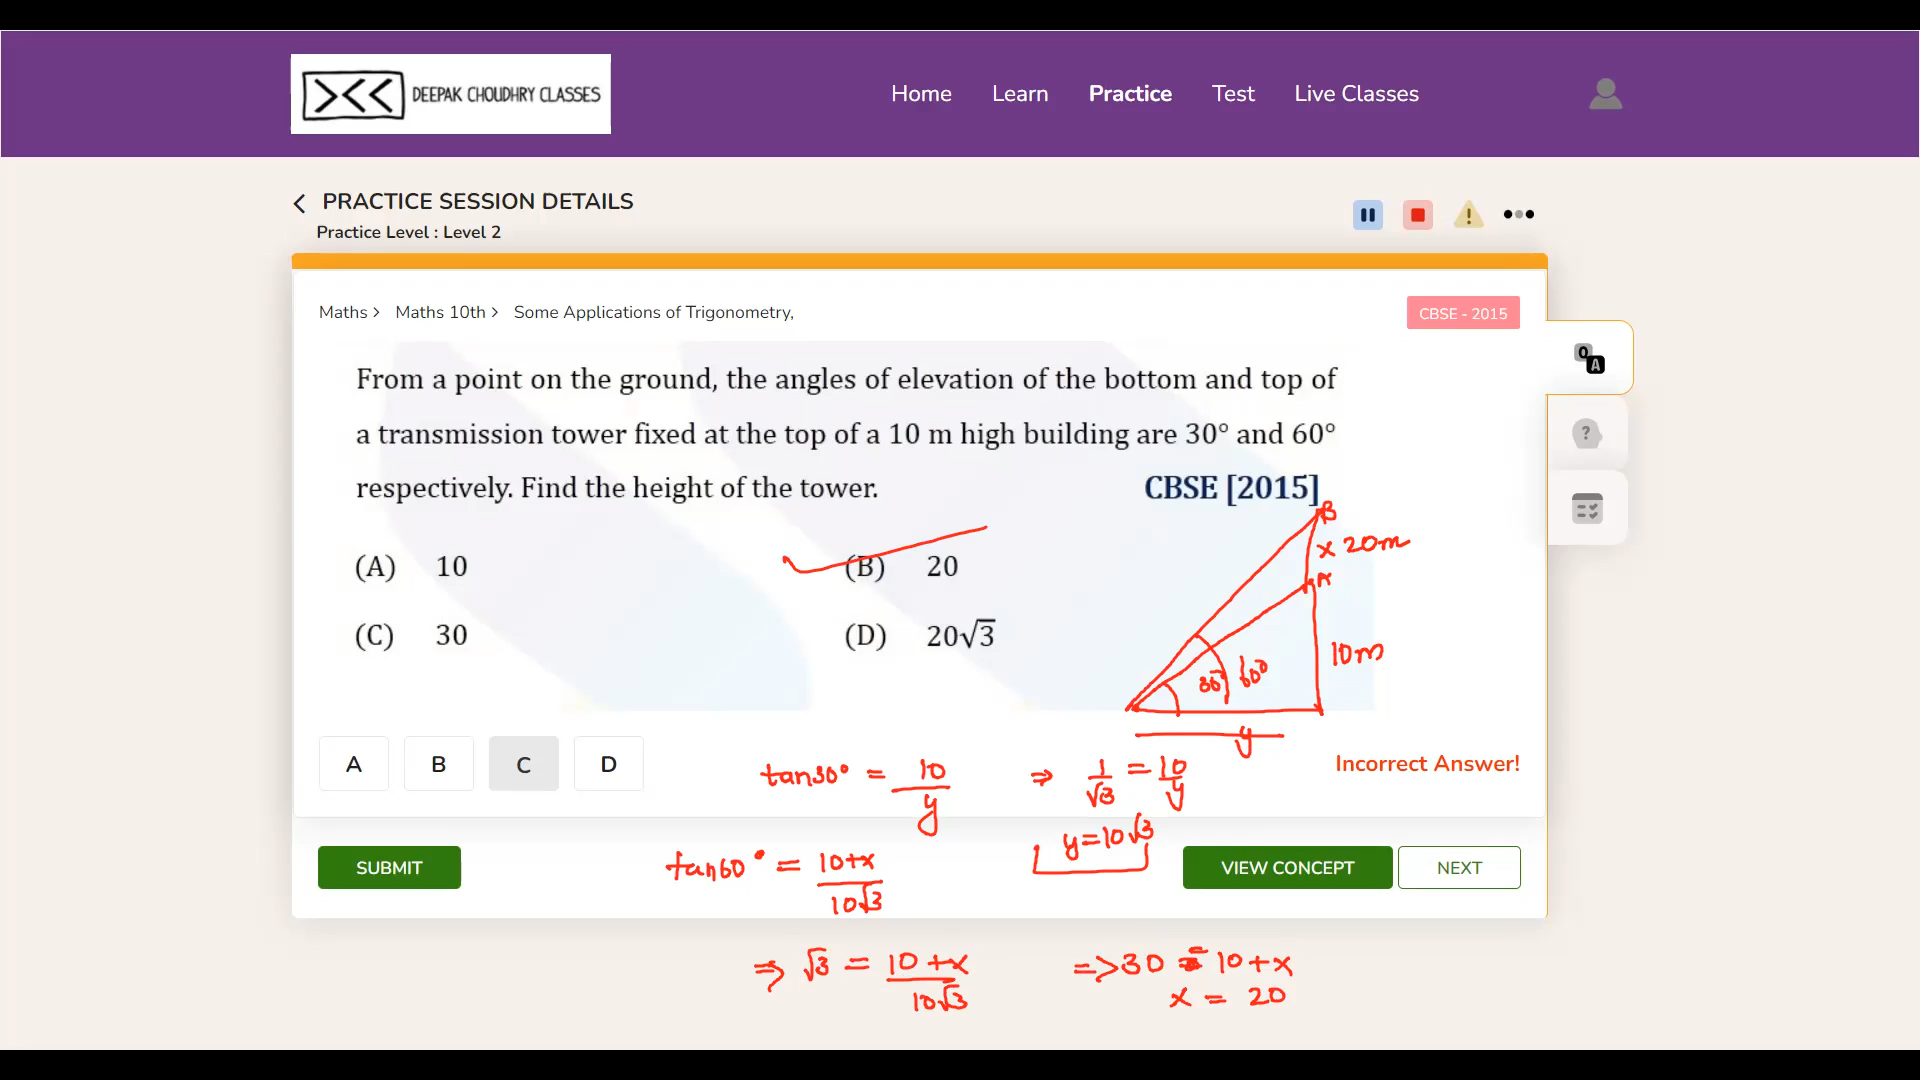 DEEPAK CHOUDHRY CLASSES
Home Learn Practice Test Live Classes
PRACTICE SESSION DETAILS
Practice Level : Level 2
Maths > Maths 10th > Some Applications of Trigonometry,
CBSE - 2015
From a point on the ground, the angles of elevation of the bottom and top of
a transmission tower fixed at the top of a 10 m high building are 30° and 60°
respectively. Find the height of the tower. CBSE [2015]
B
x 20m
(A) 10 (B) 20
A
(C) 30 (D) 20√3
10m
30° 60°
y
A B C D
Incorrect Answer!
tan30° = 10/y ⇒ 1/√3 = 10/y
y=10√3
SUBMIT
tan60° = 10+x/10√3
VIEW CONCEPT NEXT
⇒ √3 = 10+x/10√3 =>30 = 10+x
x = 20